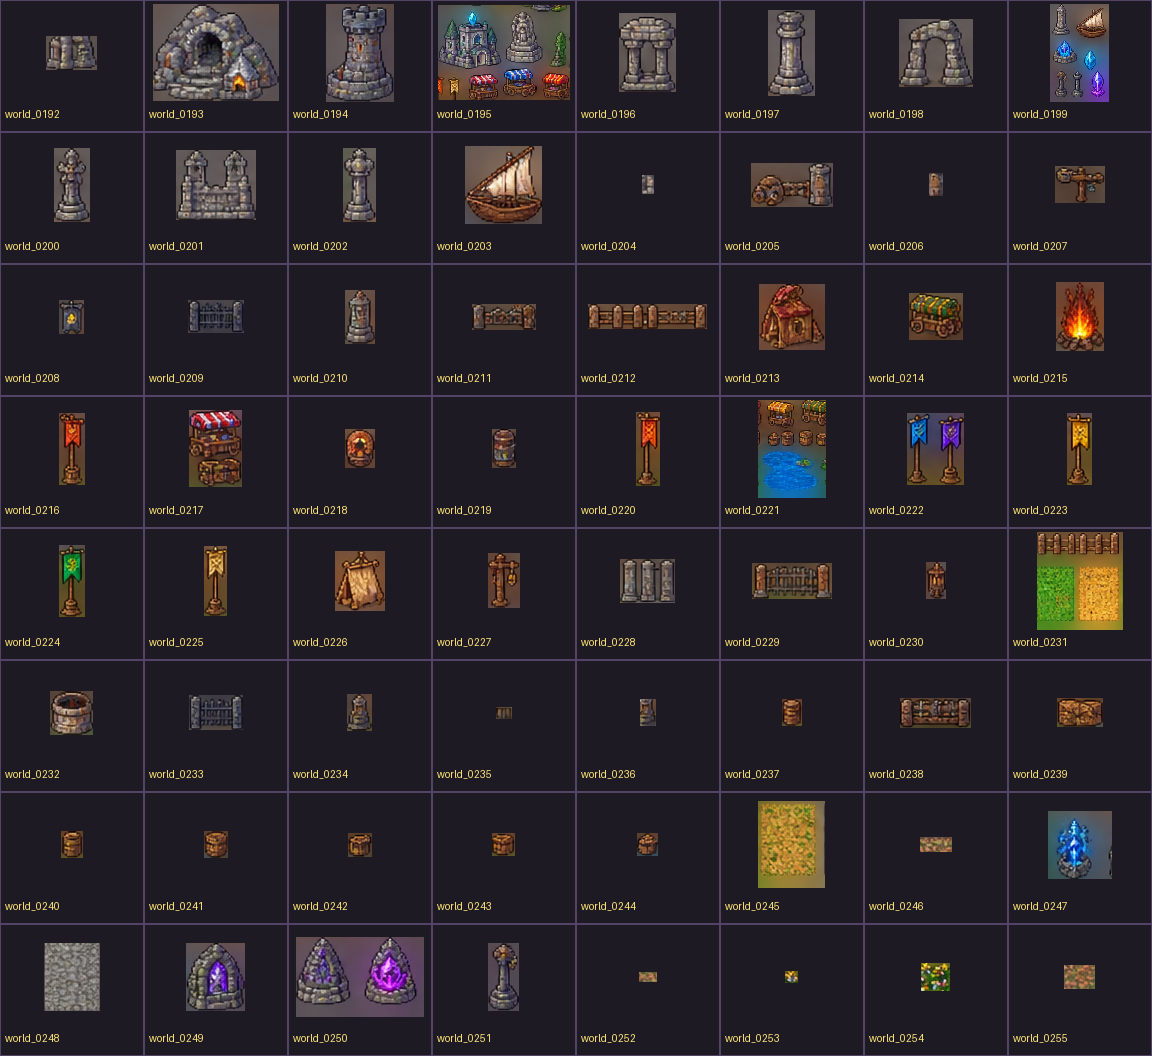 world_0192 world_0193 world_0194 world_0195 world_0196 world_0197 world_0198 world_0199
world_0200 world_0201 world_0202 world_0203 world_0204 world_0205 world_0206 world_0207
world_0208 world_0209 world_0210 world_0211 world_0212 world_0213 world_0214 world_0215
world_0216 world_0217 world_0218 world_0219 world_0220 world_0221 world_0222 world_0223
world_0224 world_0225 world_0226 world_0227 world_0228 world_0229 world_0230 world_0231
world_0232 world_0233 world_0234 world_0235 world_0236 world_0237 world_0238 world_0239
world_0240 world_0241 world_0242 world_0243 world_0244 world_0245 world_0246 world_0247
world_0248 world_0249 world_0250 world_0251 world_0252 world_0253 world_0254 world_0255